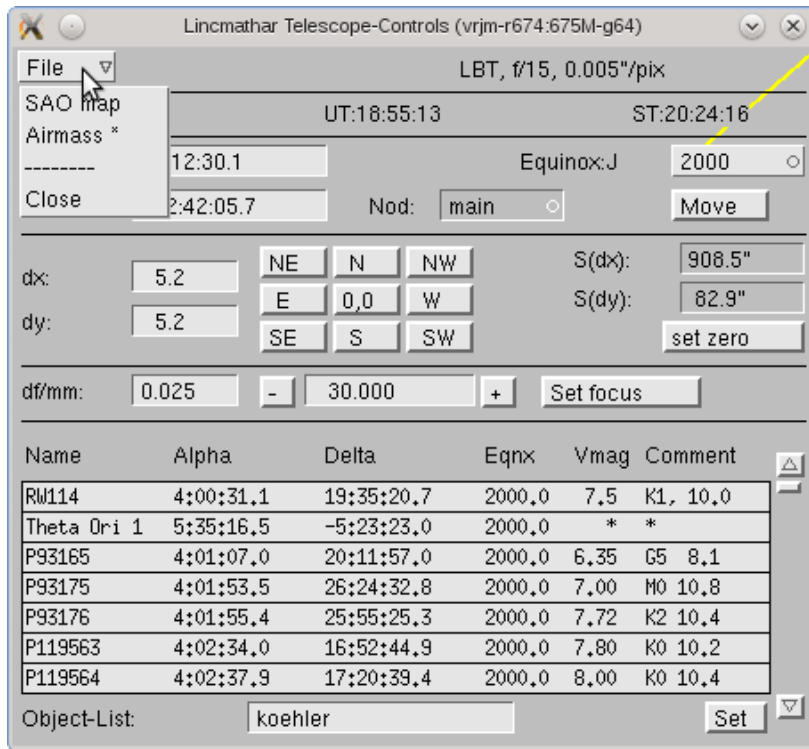 Lincmathar Telescope-Controls (vrjm-r674:675M-g64)
File LBT, f/15, 0.005"/pix
SAO map UT:18:55:13 ST:20:24:16
Airmass *
-------- 12:30.1 Equinox:J 2000
Close 2:42:05.7 Nod: main Move
NE N NW S(dx): 908.5"
dx: 5.2
E 0,0 W S(dy): 82.9"
dy: 5.2
SE S SW set zero
df/mm: 0.025 - 30.000 + Set focus
Name Alpha Delta Eqnx Vmag Comment
RW114 4:00:31.1 19:35:20.7 2000.0 7.5 K1, 10.0
Theta Ori 1 5:35:16.5 -5:23:23.0 2000.0 * *
P93165 4:01:07.0 20:11:57.0 2000.0 6.35 G5 8.1
P93175 4:01:53.5 26:24:32.8 2000.0 7.00 M0 10.8
P93176 4:01:55.4 25:55:25.3 2000.0 7.72 K2 10.4
P119563 4:02:34.0 16:52:44.9 2000.0 7.80 K0 10.2
P119564 4:02:37.9 17:20:39.4 2000.0 8.00 K0 10.4
Object-List: koehler Set